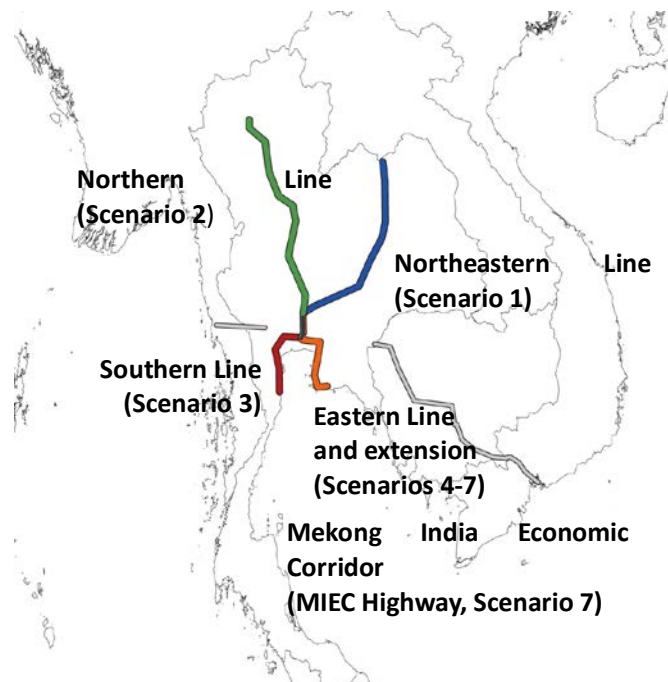 Northern Line
(Scenario 2)
Northeastern Line
(Scenario 1)
Southern Line
(Scenario 3)
Eastern Line
and extension
(Scenarios 4-7)
Mekong India Economic
Corridor
(MIEC Highway, Scenario 7)